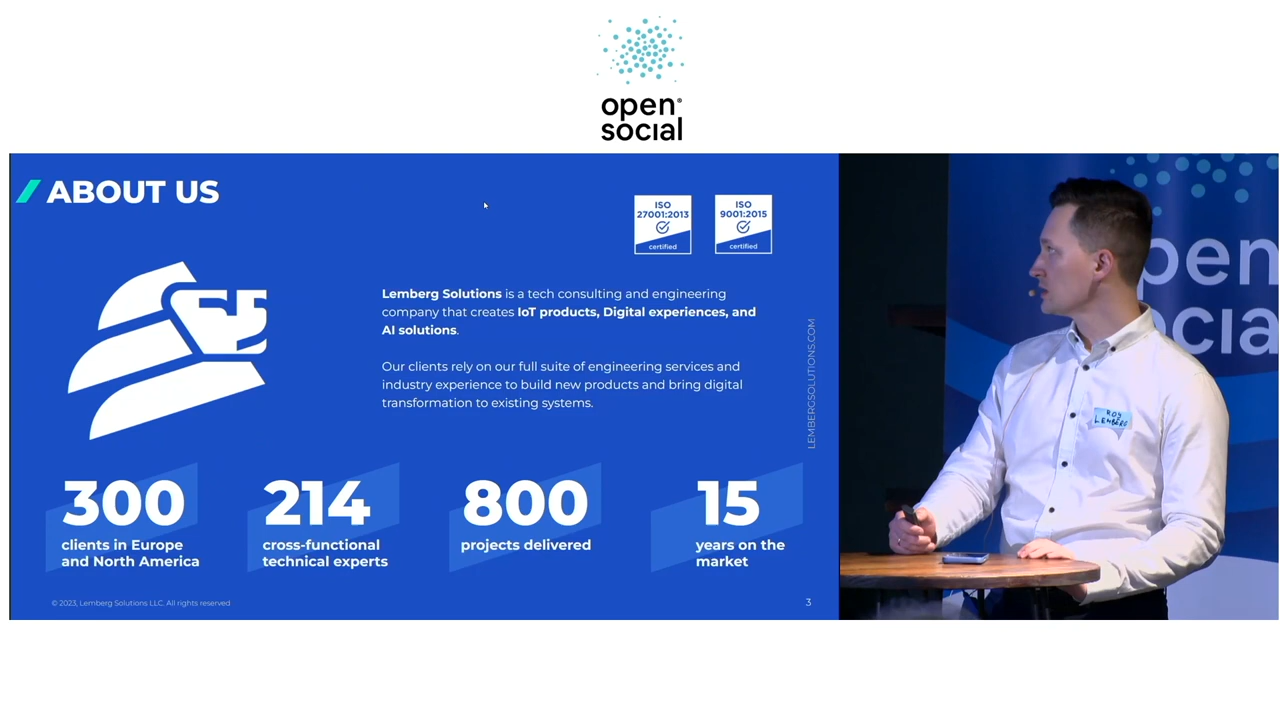 open®
social
ABOUT US
ISO
27001:2013
certified
ISO
9001:2015
certified
Lemberg Solutions is a tech consulting and engineering
company that creates IoT products, Digital experiences, and
AI solutions.
Our clients rely on our full suite of engineering services and
industry experience to build new products and bring digital
transformation to existing systems.
LEMBERGSOLUTIONS.COM
300
clients in Europe
and North America
214
cross-functional
technical experts
800
projects delivered
15
years on the
market
© 2023, Lemberg Solutions LLC. All rights reserved
3
pen
cia
ROY
LEMBERG